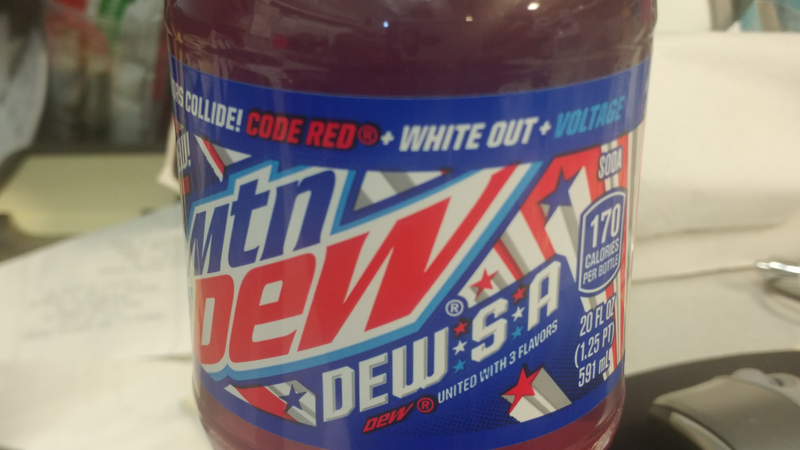 COLLIDE! CODE RED® + WHITE OUT + VOLTAGE
Mtn
Dew®
DEW★S★A
UNITED WITH 3 FLAVORS
DEW®
SODA
170
CALORIES
PER BOTTLE
20 FL OZ
(1.25 PT)
591 mL